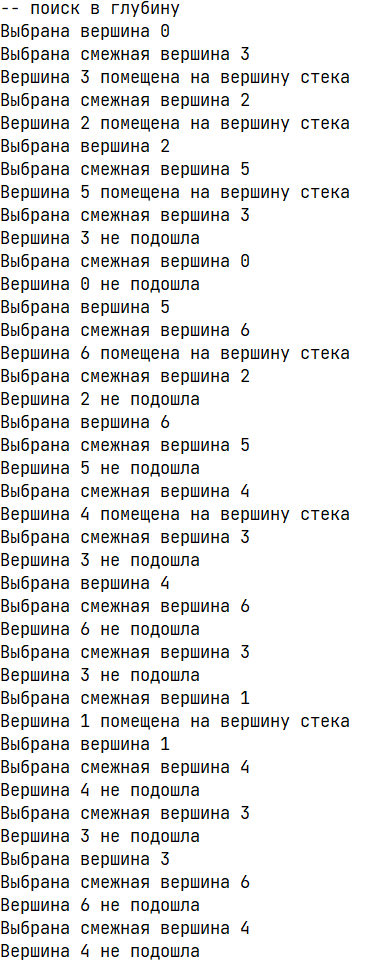 -- поиск в глубину
Выбрана вершина 0
Выбрана смежная вершина 3
Вершина 3 помещена на вершину стека
Выбрана смежная вершина 2
Вершина 2 помещена на вершину стека
Выбрана вершина 2
Выбрана смежная вершина 5
Вершина 5 помещена на вершину стека
Выбрана смежная вершина 3
Вершина 3 не подошла
Выбрана смежная вершина 0
Вершина 0 не подошла
Выбрана вершина 5
Выбрана смежная вершина 6
Вершина 6 помещена на вершину стека
Выбрана смежная вершина 2
Вершина 2 не подошла
Выбрана вершина 6
Выбрана смежная вершина 5
Вершина 5 не подошла
Выбрана смежная вершина 4
Вершина 4 помещена на вершину стека
Выбрана смежная вершина 3
Вершина 3 не подошла
Выбрана вершина 4
Выбрана смежная вершина 6
Вершина 6 не подошла
Выбрана смежная вершина 3
Вершина 3 не подошла
Выбрана смежная вершина 1
Вершина 1 помещена на вершину стека
Выбрана вершина 1
Выбрана смежная вершина 4
Вершина 4 не подошла
Выбрана смежная вершина 3
Вершина 3 не подошла
Выбрана вершина 3
Выбрана смежная вершина 6
Вершина 6 не подошла
Выбрана смежная вершина 4
Вершина 4 не подошла